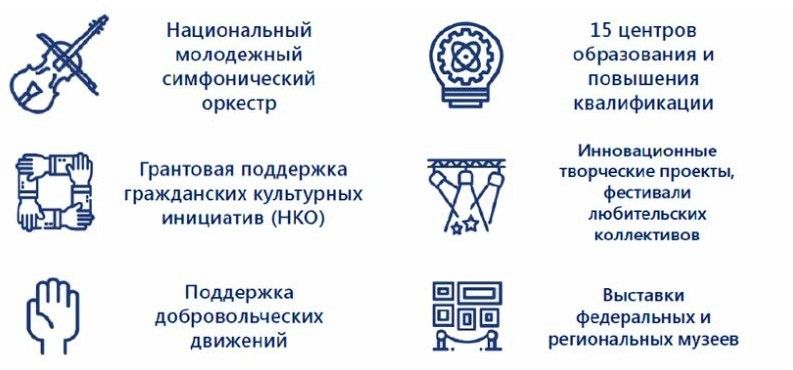 Национальный
молодежный
симфонический
оркестр
15 центров
образования и
повышения
квалификации
Грантовая поддержка
гражданских культурных
инициатив (НКО)
Инновационные
творческие проекты,
фестивали
любительских
коллективов
Поддержка
добровольческих
движений
Выставки
федеральных и
региональных музеев